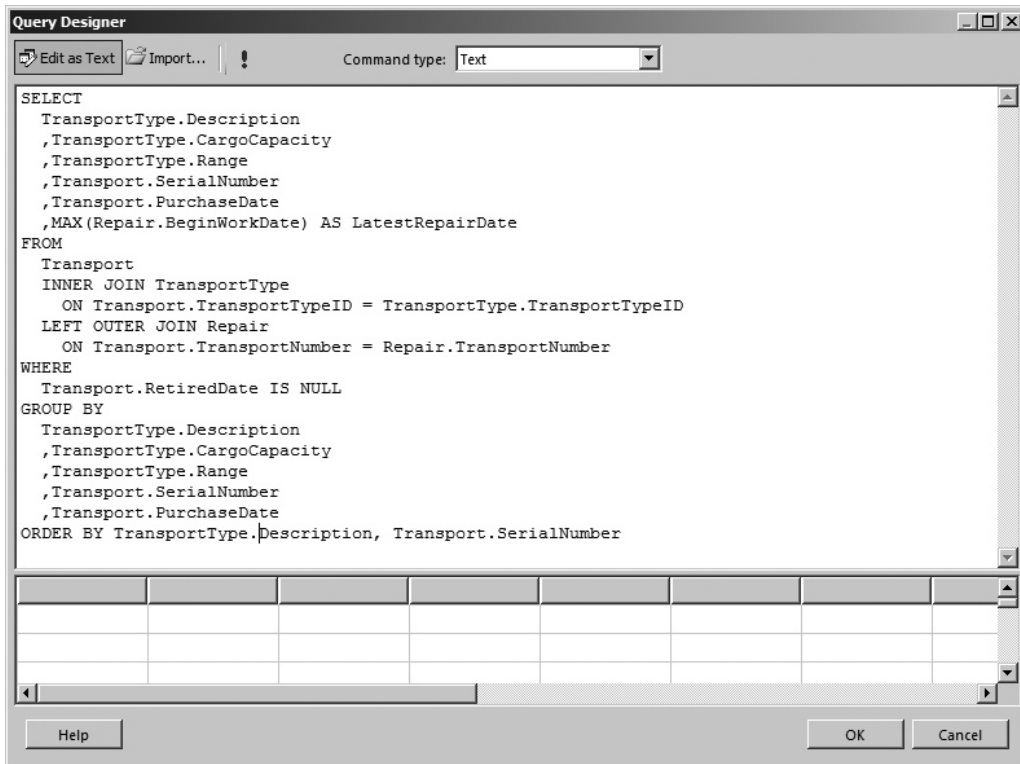 Query Designer
Edit as Text Import... ! Command type: Text
SELECT
  TransportType.Description
  ,TransportType.CargoCapacity
  ,TransportType.Range
  ,Transport.SerialNumber
  ,Transport.PurchaseDate
  ,MAX(Repair.BeginWorkDate) AS LatestRepairDate
FROM
  Transport
  INNER JOIN TransportType
    ON Transport.TransportTypeID = TransportType.TransportTypeID
  LEFT OUTER JOIN Repair
    ON Transport.TransportNumber = Repair.TransportNumber
WHERE
  Transport.RetiredDate IS NULL
GROUP BY
  TransportType.Description
  ,TransportType.CargoCapacity
  ,TransportType.Range
  ,Transport.SerialNumber
  ,Transport.PurchaseDate
ORDER BY TransportType.Description, Transport.SerialNumber
Help OK Cancel